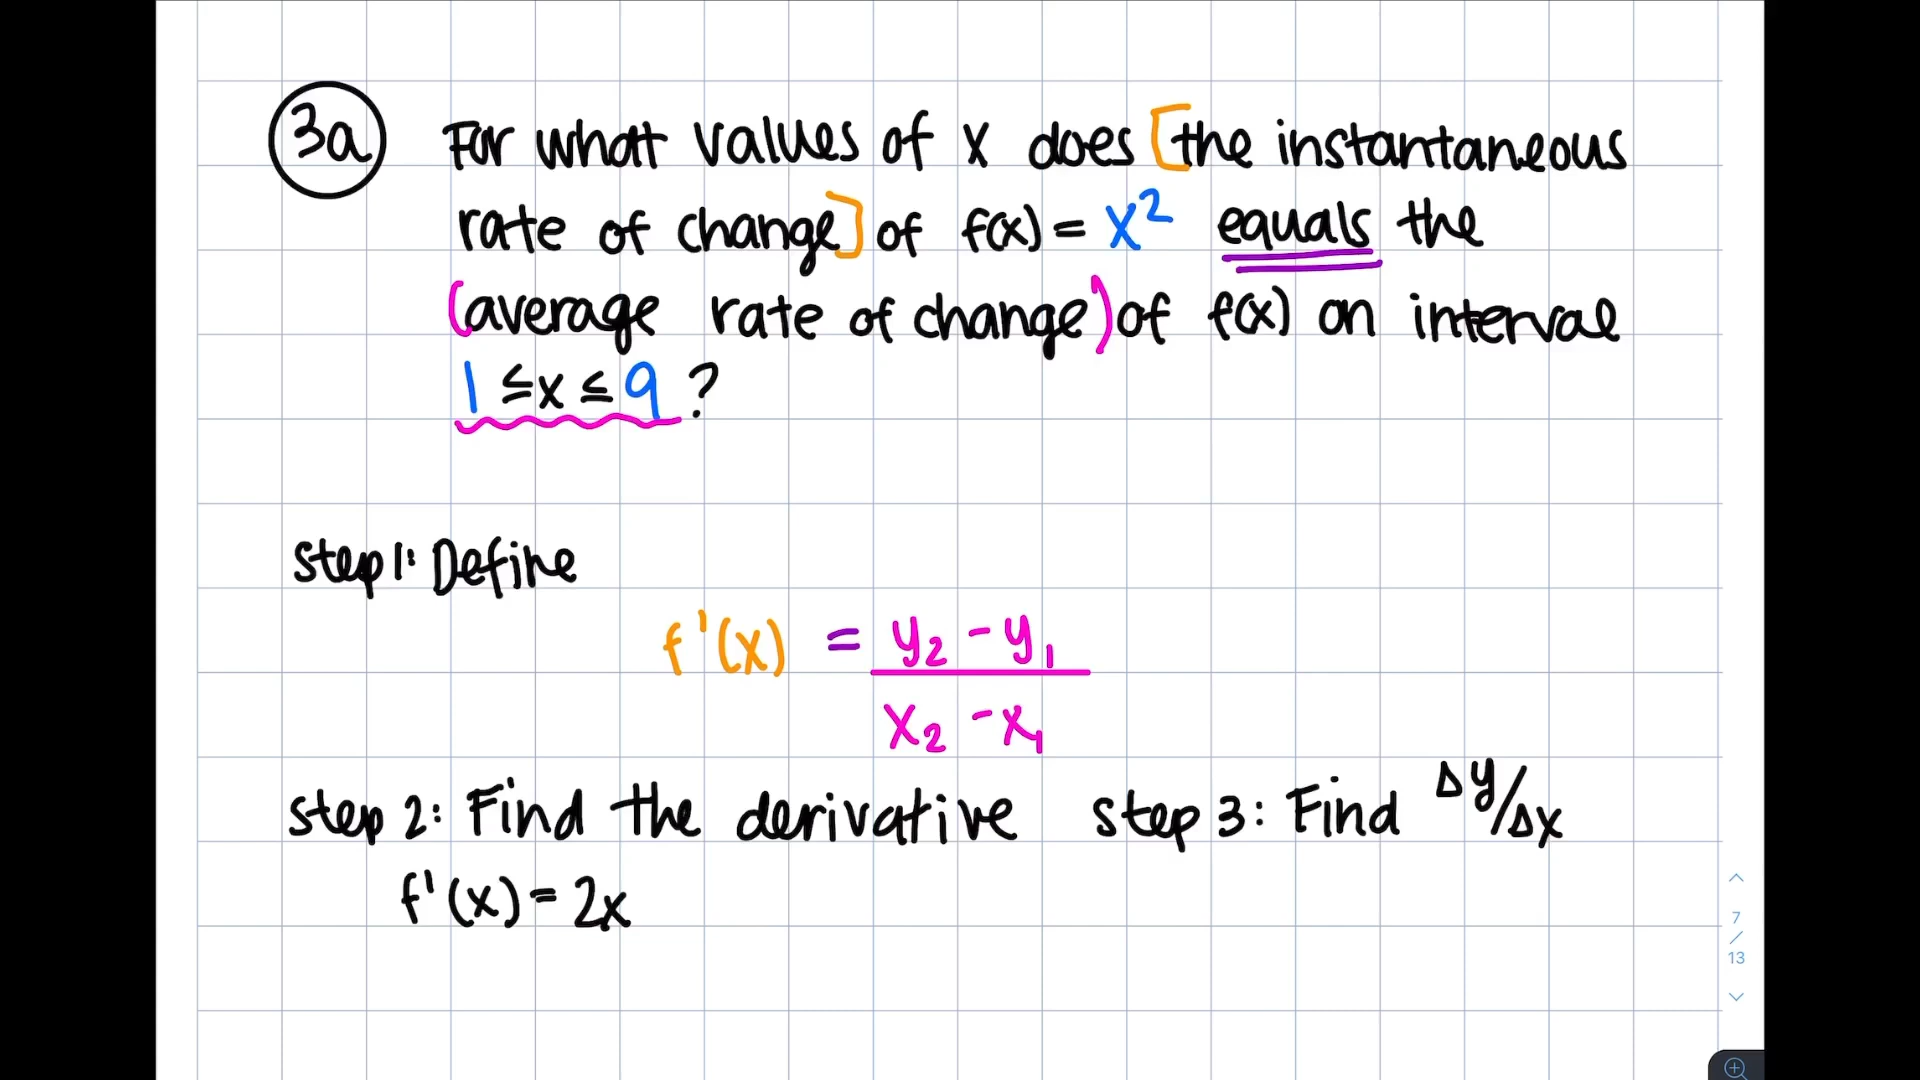 3a For what values of x does [the instantaneous
rate of change] of f(x) = x² equals the
(average rate of change) of f(x) on interval
1 ≤ x ≤ 9 ?
step 1: Define
f'(x) = y₂ - y₁
x₂ - x₁
step 2: Find the derivative
f'(x) = 2x
step 3: Find Δy/Δx
7
/
13